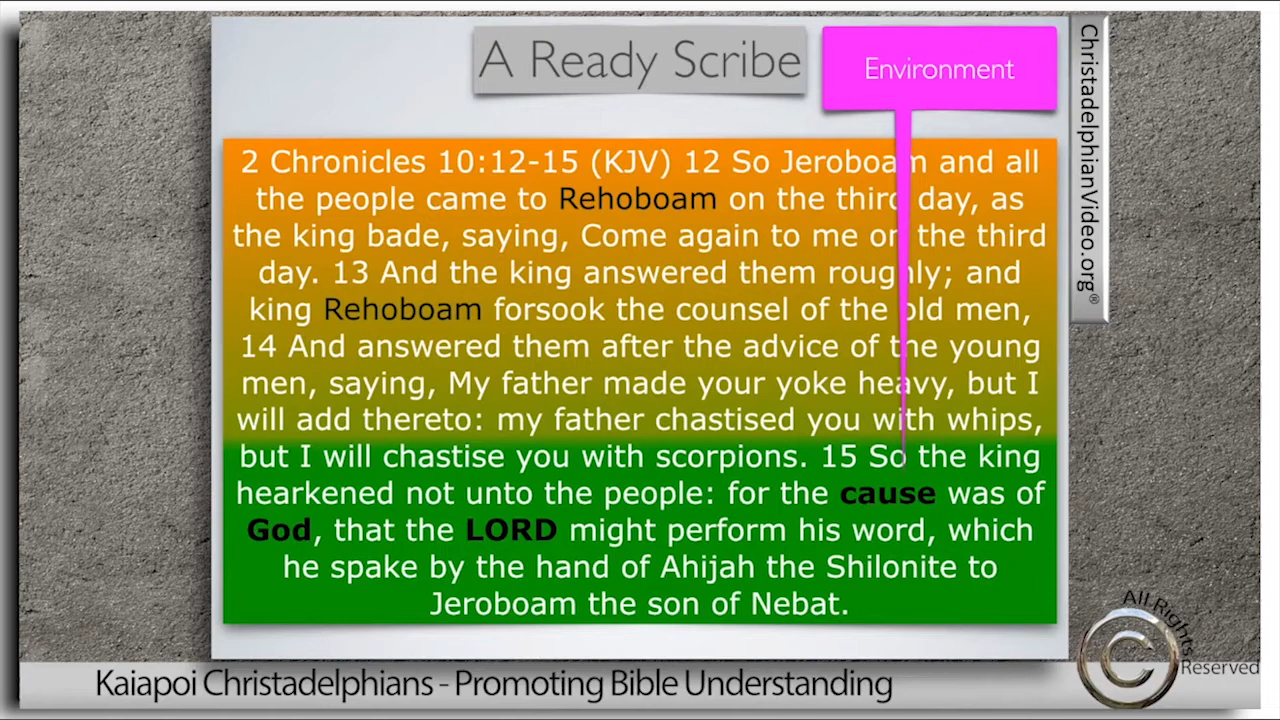 A Ready Scribe
Environment
ChristadelphianVideo.org®
2 Chronicles 10:12-15 (KJV) 12 So Jeroboam and all
the people came to Rehoboam on the third day, as
the king bade, saying, Come again to me on the third
day. 13 And the king answered them roughly; and
king Rehoboam forsook the counsel of the old men,
14 And answered them after the advice of the young
men, saying, My father made your yoke heavy, but I
will add thereto: my father chastised you with whips,
but I will chastise you with scorpions. 15 So the king
hearkened not unto the people: for the cause was of
God, that the LORD might perform his word, which
he spake by the hand of Ahijah the Shilonite to
Jeroboam the son of Nebat.
All Rights
C
Reserved
Kaiapoi Christadelphians - Promoting Bible Understanding